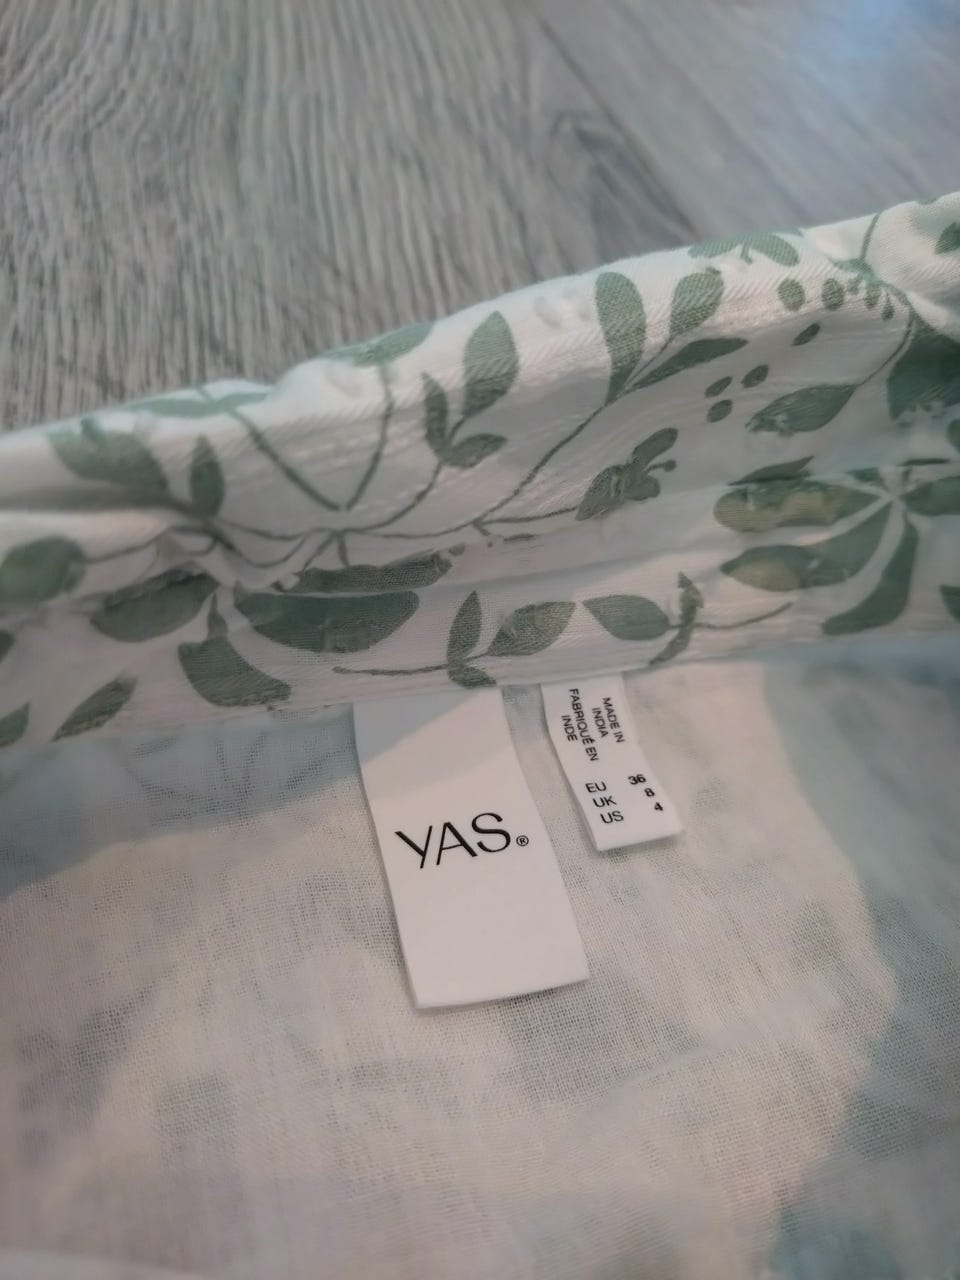 YAS®
MADE IN
INDIA
FABRIQUÉ EN
INDE
EU 36
UK 8
US 4